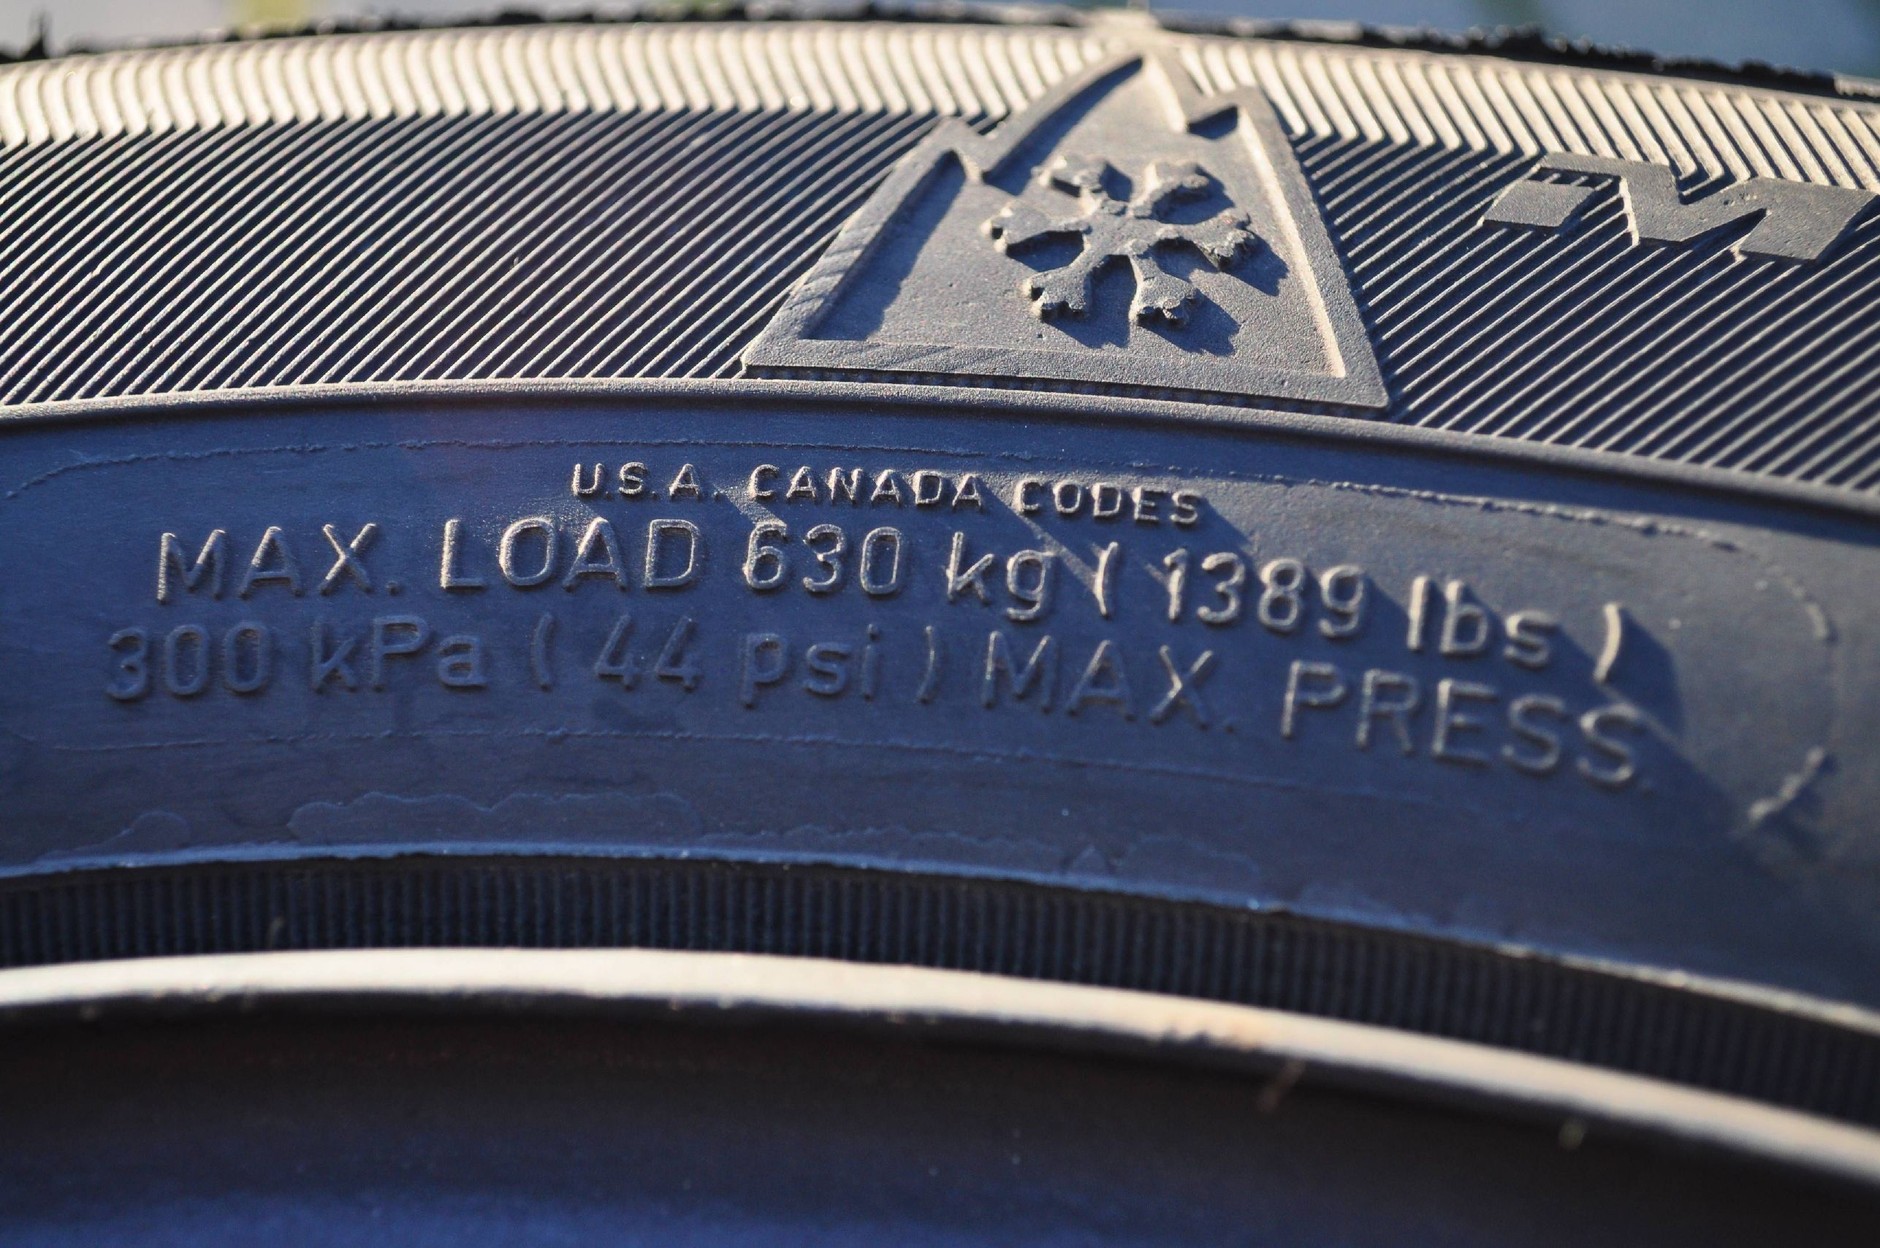 U.S.A. CANADA CODES
MAX. LOAD 630 kg ( 1389 lbs )
300 kPa ( 44 psi ) MAX. PRESS.